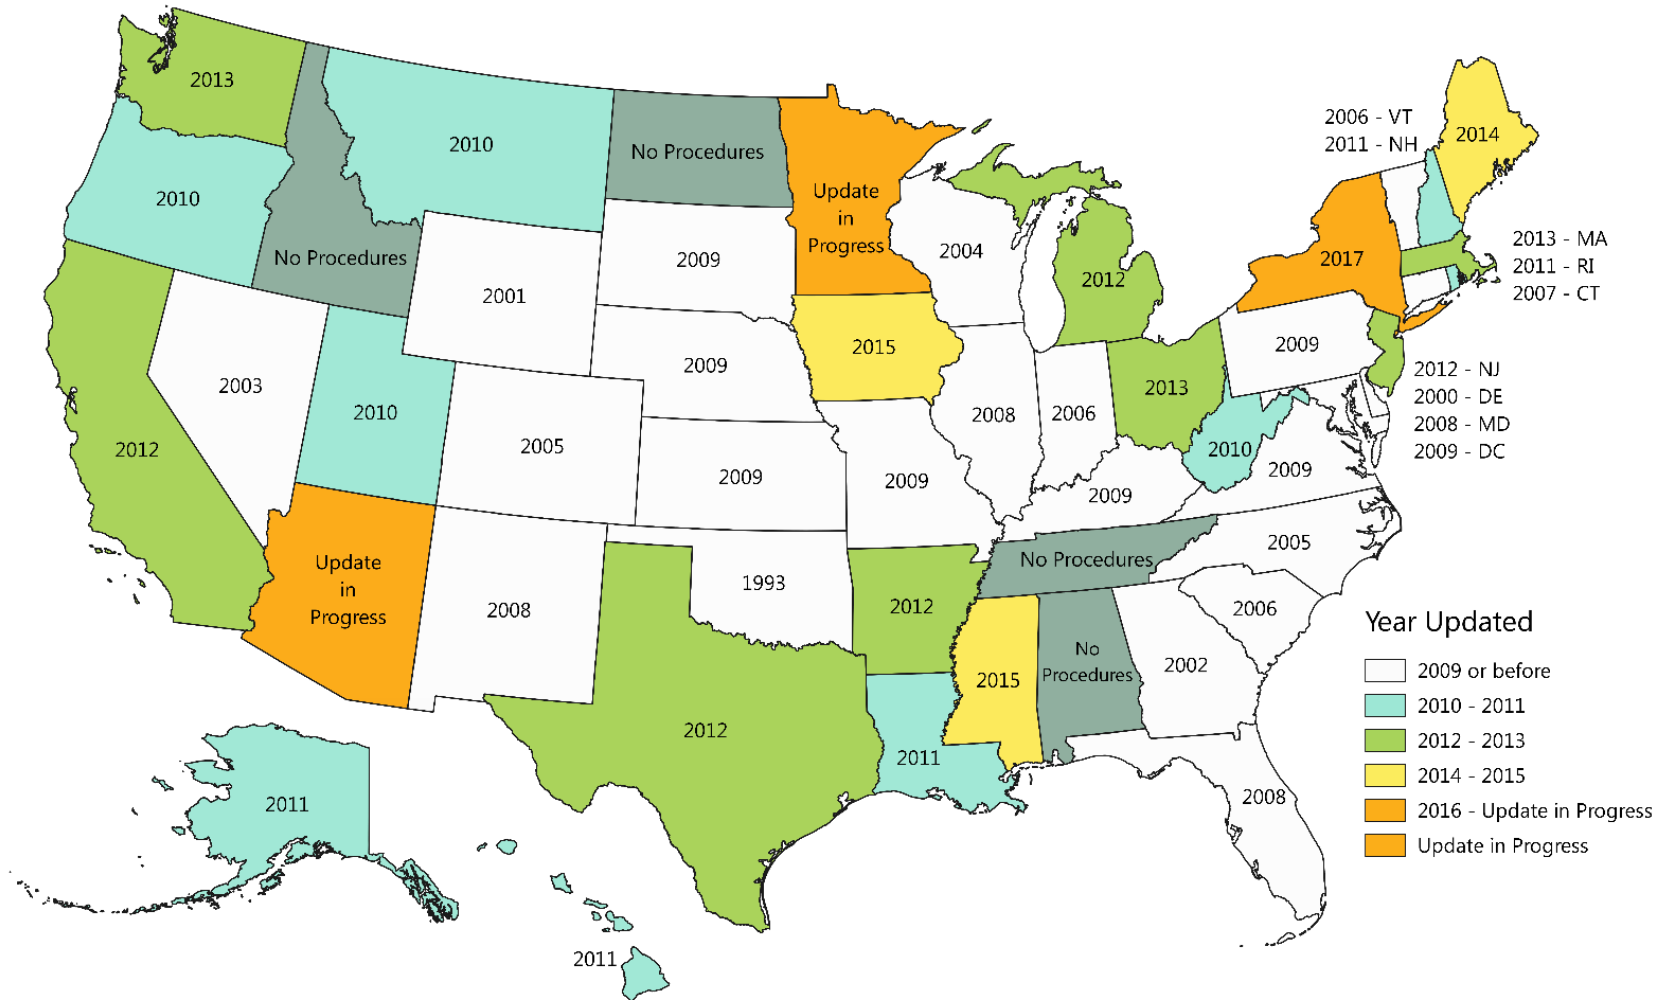 2013
2010
No Procedures
2010
No Procedures
Update
in
Progress
2006 - VT
2011 - NH
2014
2010
No Procedures
2001
2009
2004
2012
2017
2013 - MA
2011 - RI
2007 - CT
2003
2010
2005
2009
2015
2008
2006
2013
2009
2012 - NJ
2000 - DE
2008 - MD
2009 - DC
2012
2009
2009
2009
2010
2009
2005
Update
in
Progress
2008
1993
2012
No Procedures
2006
2012
2011
2015
No
Procedures
2002
2008
2011
2011
Year Updated
2009 or before
2010 - 2011
2012 - 2013
2014 - 2015
2016 - Update in Progress
Update in Progress